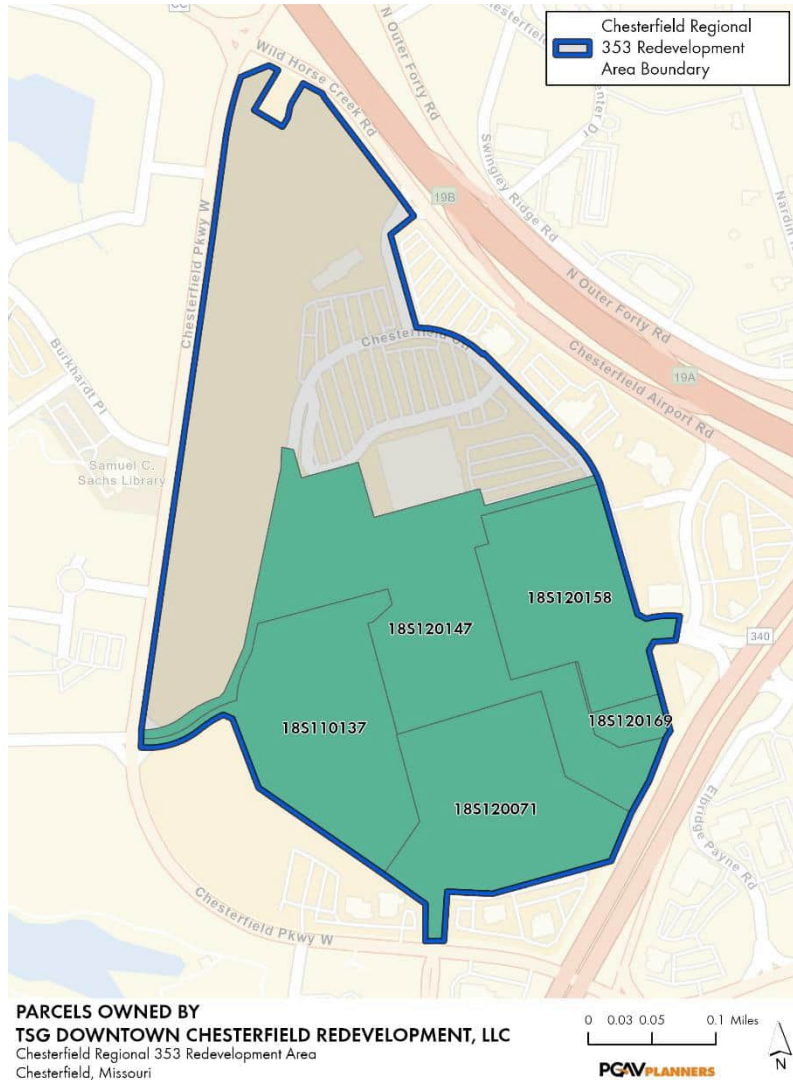 CC
Chesterfield Regional
353 Redevelopment
Area Boundary
Wild Horse Creek Rd
N Outer Forty Rd
Swingley Ridge Rd
19B
Chesterfield Pkwy W
N Outer Forty Rd
Chesterfield
Chesterfield Airport Rd
19A
Burkhardt Pl
Samuel C.
Sachs Library
18S120158
18S120147
340
18S120169
18S110137
18S120071
Elbridge Payne Rd
Chesterfield Pkwy W
PARCELS OWNED BY
TSG DOWNTOWN CHESTERFIELD REDEVELOPMENT, LLC
Chesterfield Regional 353 Redevelopment Area
Chesterfield, Missouri
0 0.03 0.05 0.1 Miles
PGAV PLANNERS
N